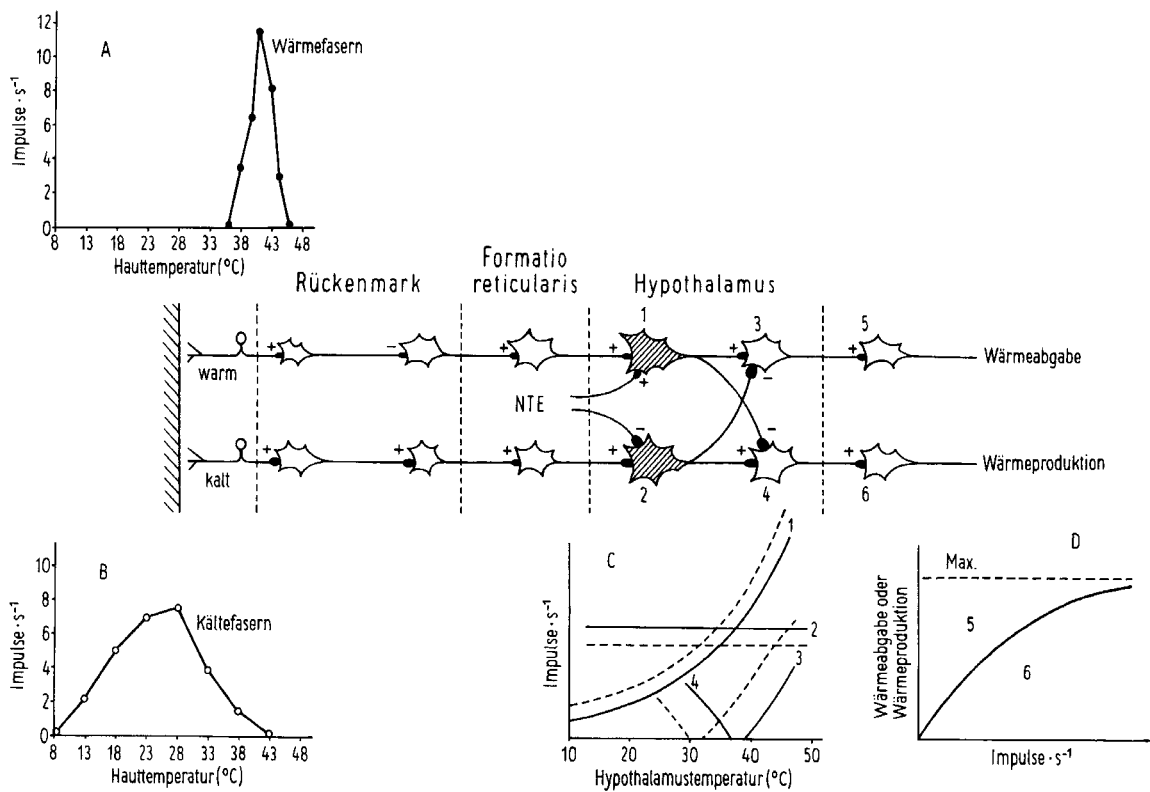 12
10
8
6
4
2
0
Impulse · s⁻¹
A
Wärmefasern
8 13 18 23 28 33 38 43 48
Hauttemperatur (°C)
Rückenmark
Formatio
reticularis
Hypothalamus
1 3 5
+ - + + + +
warm
Wärmeabgabe
NTE
+ -
- -
+ + + + + +
kalt
Wärmeproduktion
2 4 6
10
8
6
4
2
0
Impulse · s⁻¹
B
Kältefasern
8 13 18 23 28 33 38 43 48
Hauttemperatur (°C)
Impulse · s⁻¹
C
1
2
3
4
10 20 30 40 50
Hypothalamustemperatur (°C)
D
Max.
5
6
Wärmeabgabe oder
Wärmeproduktion
Impulse · s⁻¹